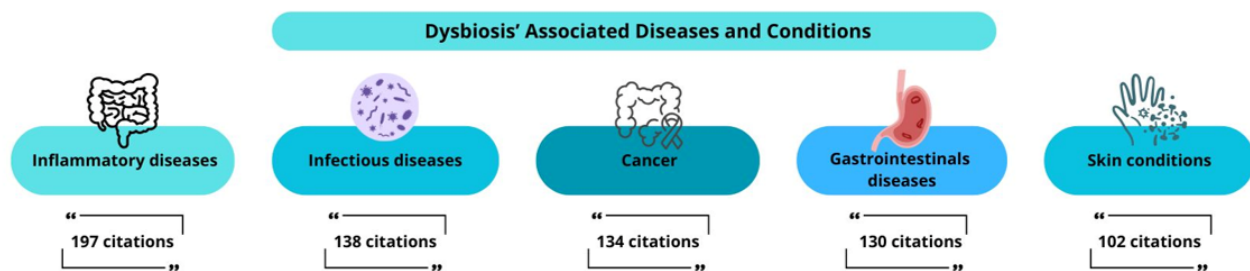 Dysbiosis’ Associated Diseases and Conditions
Inflammatory diseases
Infectious diseases
Cancer
Gastrointestinals
diseases
Skin conditions
“
197 citations
„
“
138 citations
„
“
134 citations
„
“
130 citations
„
“
102 citations
„